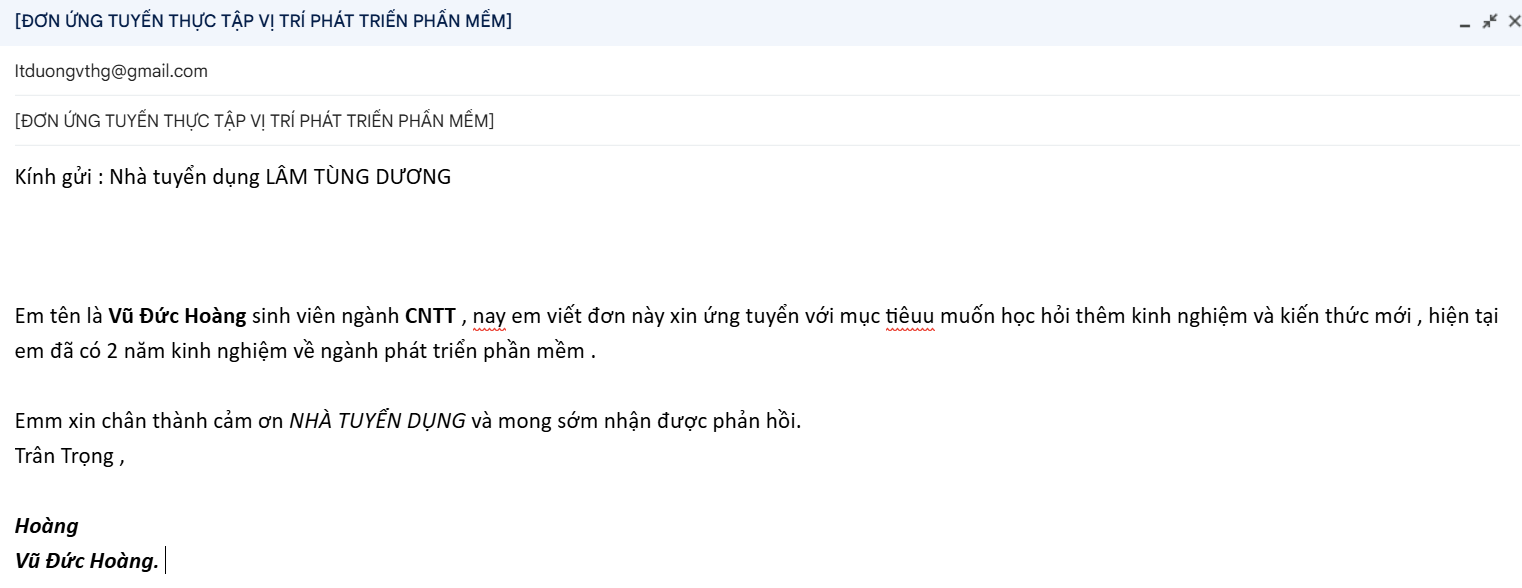 [ĐƠN ỨNG TUYỂN THỰC TẬP VỊ TRÍ PHÁT TRIỂN PHẦN MỀM]
ltduongvthg@gmail.com
[ĐƠN ỨNG TUYỂN THỰC TẬP VỊ TRÍ PHÁT TRIỂN PHẦN MỀM]
Kính gửi : Nhà tuyển dụng LÂM TÙNG DƯƠNG
Em tên là Vũ Đức Hoàng sinh viên ngành CNTT , nay em viết đơn này xin ứng tuyển với mục tiêuu muốn học hỏi thêm kinh nghiệm và kiến thức mới , hiện tại
em đã có 2 năm kinh nghiệm về ngành phát triển phần mềm .
Emm xin chân thành cảm ơn NHÀ TUYỂN DỤNG và mong sớm nhận được phản hồi.
Trân Trọng ,
Hoàng
Vũ Đức Hoàng.